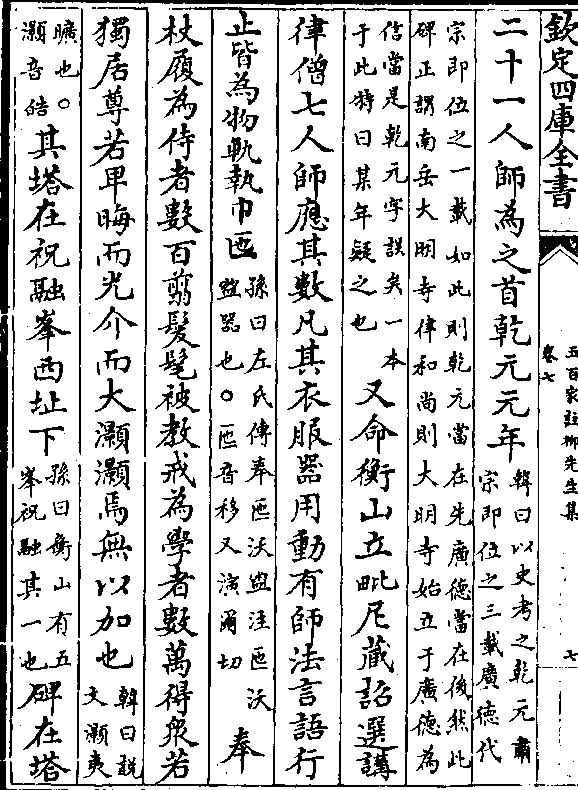 欽定四庫全書
五百家註柳先生集
卷七
七
二十一人師為之首乾元元年韓曰以史考之乾元肅
宗即位之三載廣德代
宗即位之一載如此則乾元當在先廣德當在後然此
碑正謂南岳大明寺律和尚則大明寺始立于廣德為
信當是乾元字誤矣一本
于此特曰某年疑之也又命衡山立毗尼藏詔選講
律僧七人師應其數凡其衣服器用動有師法言語行
止皆為物軌執巾匜孫曰左氏傳奉匜沃盥注匜沃
盥器也○匜音移又演爾切奉
杖屨為侍者數百翦髮髦被教戒為學者數萬得衆若
獨居尊若卑晦而光介而大灝灝焉無以加也韓曰說
文灝夷
曠也○
灝音皓其塔在祝融峯西址下孫曰衡山有五
峯祝融其一也碑在塔